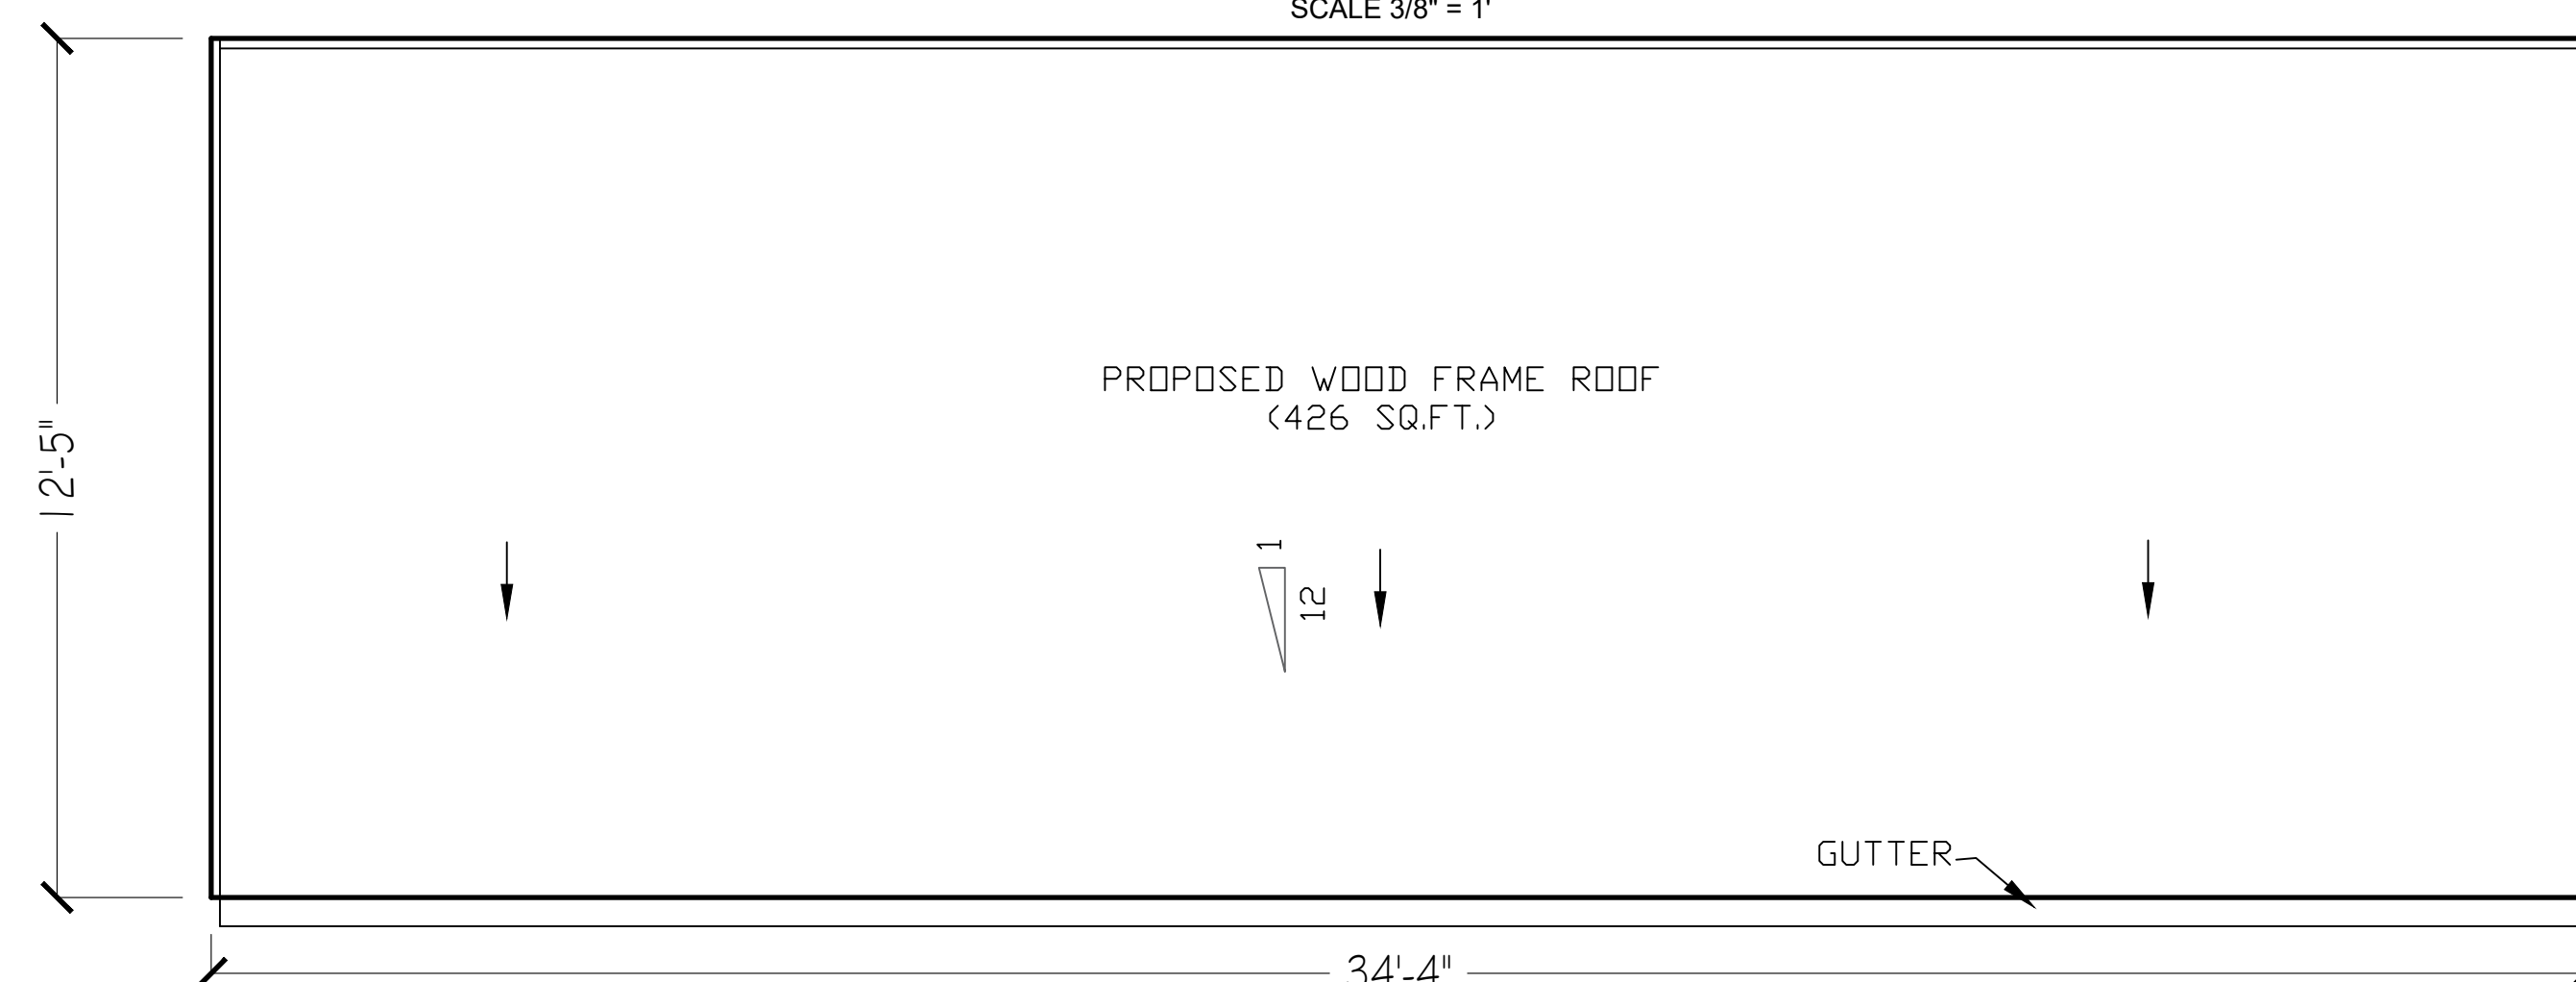 SCALE 3/8" = 1'
PROPOSED WOOD FRAME ROOF
(426 SQ.FT.)
12'-5"
1
12
GUTTER
34'-4"